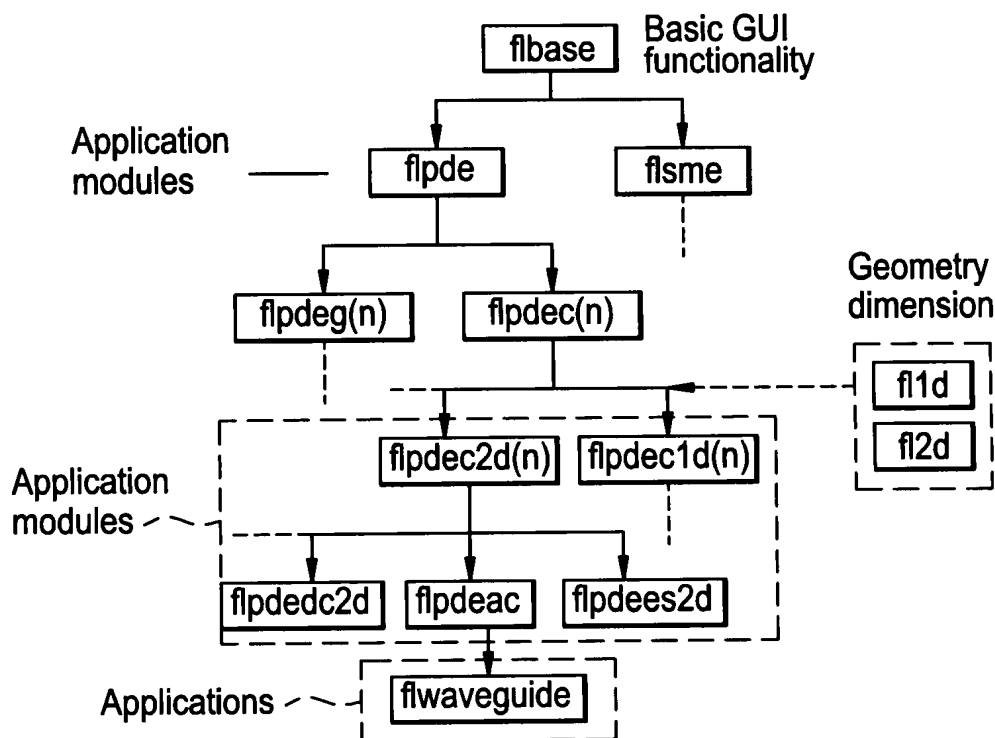 flbase
Basic GUI
functionality
Application
modules
flpde
flsme
Geometry
dimension
flpdeg(n)
flpdec(n)
fl1d
fl2d
flpdec2d(n)
flpdec1d(n)
Application
modules
flpdedc2d
flpdeac
flpdees2d
Applications
flwaveguide